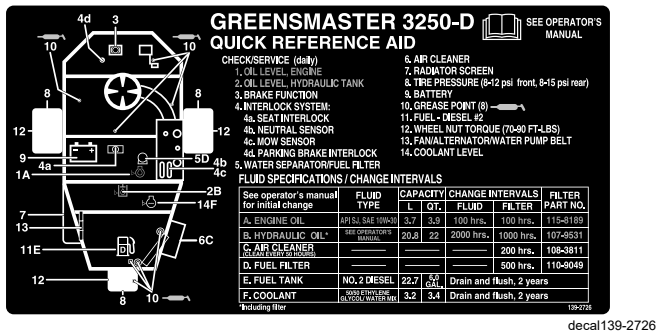 GREENSMASTER 3250-D
QUICK REFERENCE AID
SEE OPERATOR'S
MANUAL
CHECK/SERVICE (daily)
1. OIL LEVEL, ENGINE
2. OIL LEVEL, HYDRAULIC TANK
3. BRAKE FUNCTION
4. INTERLOCK SYSTEM:
4a. SEAT INTERLOCK
4b. NEUTRAL SENSOR
4c. MOW SENSOR
4d. PARKING BRAKE INTERLOCK
5. WATER SEPARATOR/FUEL FILTER
6. AIR CLEANER
7. RADIATOR SCREEN
8. TIRE PRESSURE (8-12 psi front, 8-15 psi rear)
9. BATTERY
10. GREASE POINT (8)
11. FUEL - DIESEL #2
12. WHEEL NUT TORQUE (70-90 FT-LBS)
13. FAN/ALTERNATOR/WATER PUMP BELT
14. COOLANT LEVEL
FLUID SPECIFICATIONS / CHANGE INTERVALS
See operator's manual for initial change FLUID TYPE CAPACITY L QT. CHANGE INTERVALS FLUID FILTER FILTER PART NO.
A. ENGINE OIL API SJ, SAE 10W-30 3.7 3.9 100 hrs. 100 hrs. 115-8189
B. HYDRAULIC OIL* SEE OPERATOR'S MANUAL 20.8 22 2000 hrs. 1000 hrs. 107-9531
C. AIR CLEANER (CLEAN EVERY 50 HOURS) 200 hrs. 108-3811
D. FUEL FILTER 500 hrs. 110-9049
E. FUEL TANK NO. 2 DIESEL 22.7 6.0 GAL. Drain and flush, 2 years
F. COOLANT 50/50 ETHYLENE GLYCOL/ WATER MIX 3.2 3.4 Drain and flush, 2 years
*Including filter
139-2726
4d
3
10
10
8
8
12
12
9
4a
1A
5D
4b
4c
2B
14F
7
13
11E
D
6C
12
8
10
decal139-2726